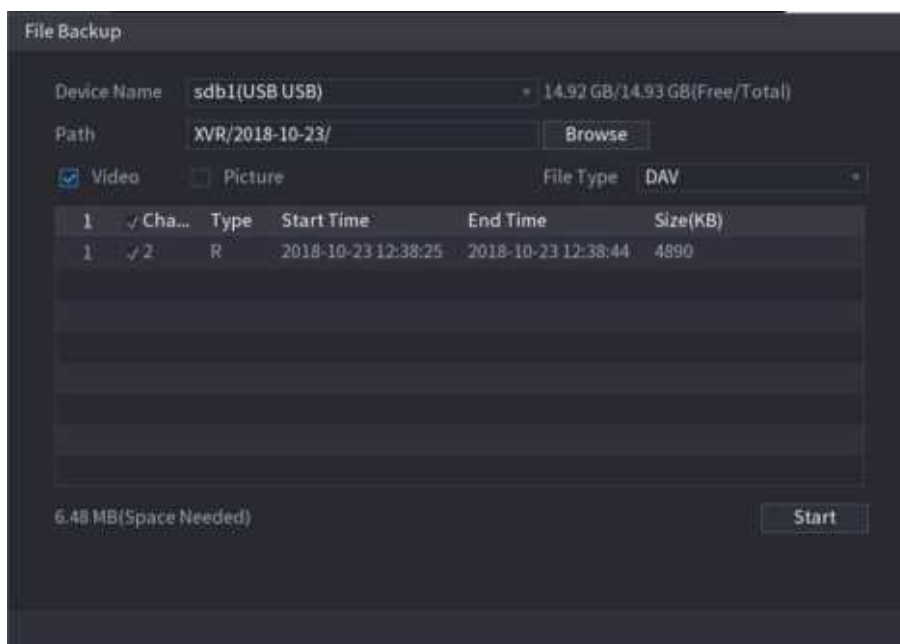 File Backup
Device Name sdb1(USB USB) 14.92 GB/14.93 GB(Free/Total)
Path XVR/2018-10-23/ Browse
Video Picture File Type DAV
1 Cha... Type Start Time End Time Size(KB)
1 2 R 2018-10-23 12:38:25 2018-10-23 12:38:44 4890
6.48 MB(Space Needed) Start